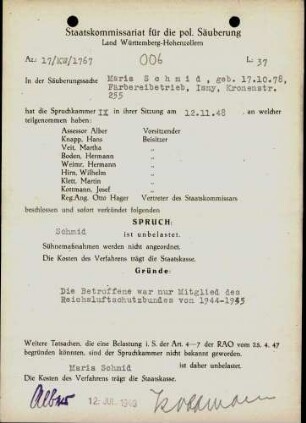 Staatskommissariat für die pol. Säuberung
Land Württemberg-Hohenzollern
Az: 17/KW/1767 006 L: 37
In der Säuberungssache Maria Schmid, geb. 17.10.78,
Färbereibetrieb, Isny, Kronenstr.
255
hat die Spruchkammer IX in ihrer Sitzung am 12.11.48 , an welcher
teilgenommen haben:
Assessor Alber Vorsitzender
Knapp, Hans Beisitzer
Veit, Martha "
Boden, Hermann "
Weimr, Hermann "
Hirn, Wilhelm "
Klett, Martin "
Kottmann, Josef "
Reg.Ang. Otto Hager Vertreter des Staatskommissars
beschlossen und sofort verkündet folgenden
SPRUCH:
Schmid
ist unbelastet.
Sühnemaßnahmen werden nicht angeordnet.
Die Kosten des Verfahrens trägt die Staatskasse.
Gründe:
Die Betroffene war nur Mitglied des
Reichsluftschutzbundes von 1944-1945
Weitere Tatsachen, die eine Belastung i. S. der Art. 4-7 der RAO vom 25. 4. 47
begründen könnten, sind der Spruchkammer nicht bekannt geworden.
Maria Schmid ist daher unbelastet.
Die Kosten des Verfahrens trägt die Staatskasse.
Alber Kottmann